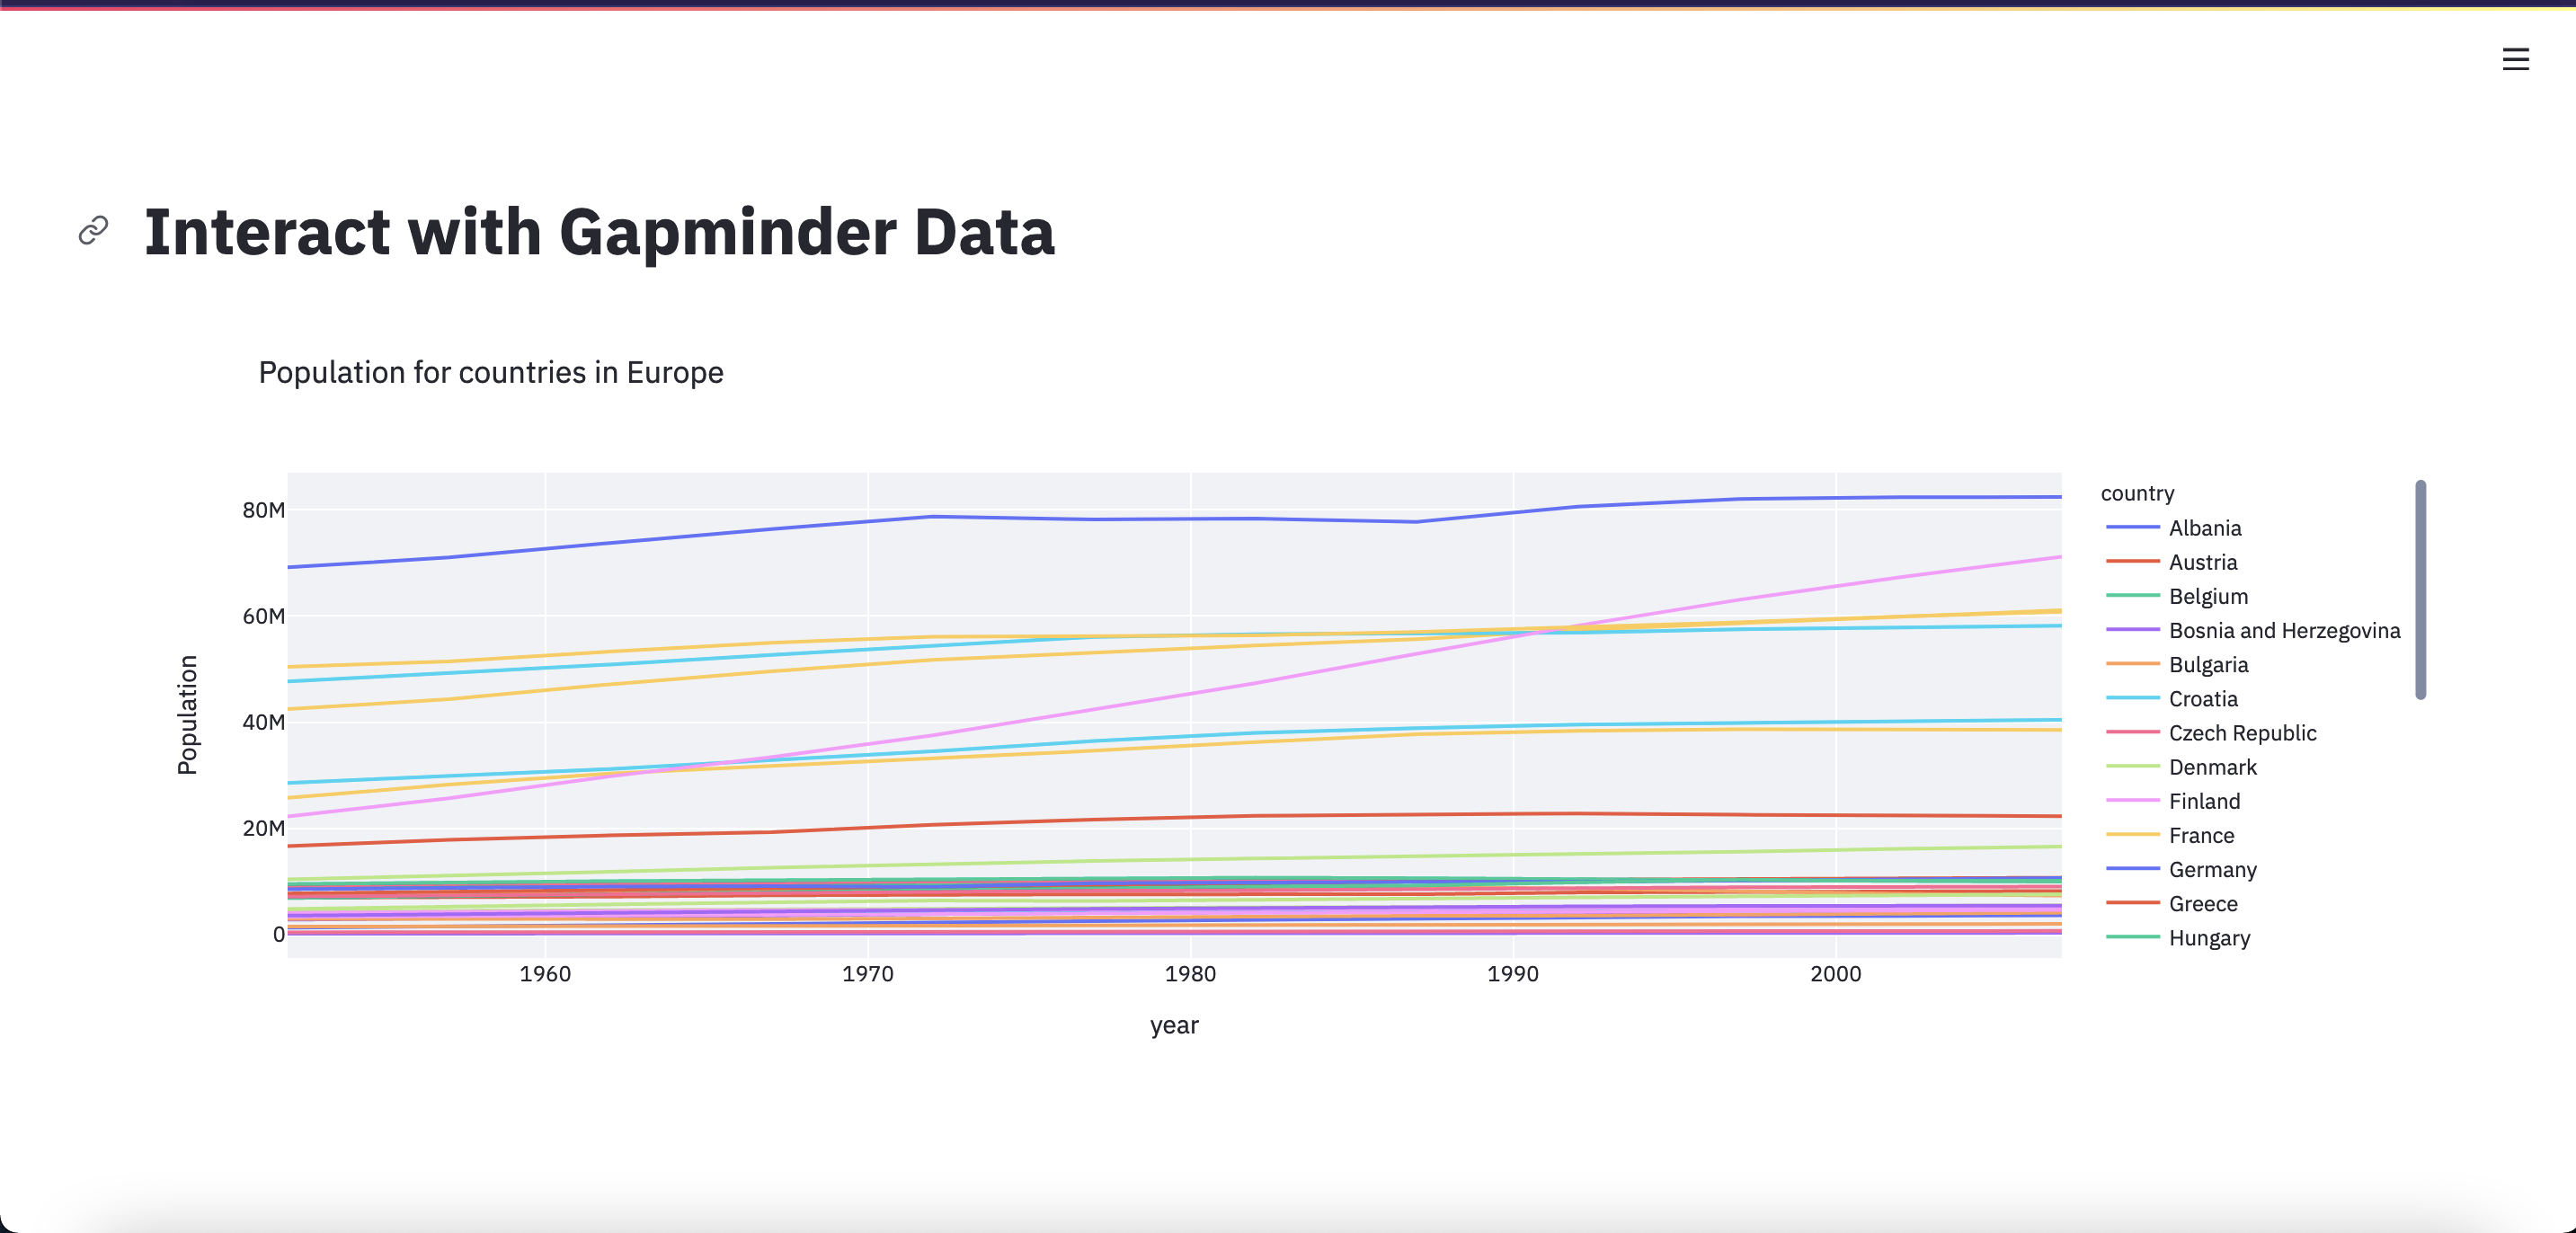 Interact with Gapminder Data
Population for countries in Europe
Population
80M
60M
40M
20M
0
1960 1970 1980 1990 2000
year
country
Albania
Austria
Belgium
Bosnia and Herzegovina
Bulgaria
Croatia
Czech Republic
Denmark
Finland
France
Germany
Greece
Hungary